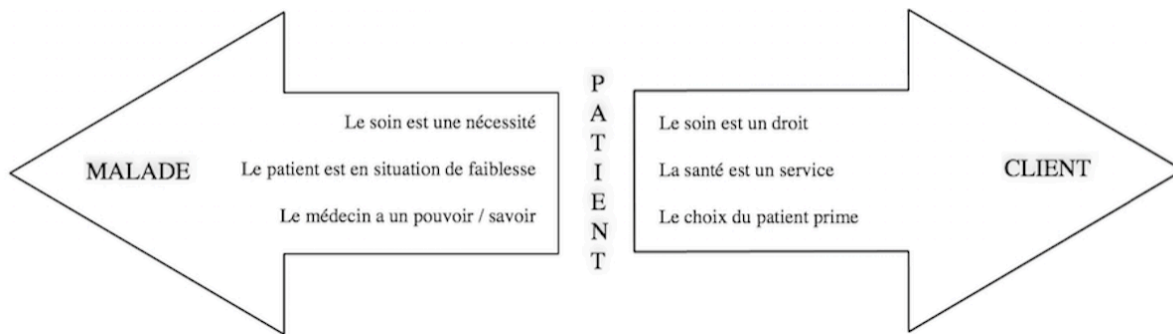 MALADE
Le soin est une nécessité
Le patient est en situation de faiblesse
Le médecin a un pouvoir / savoir
PATIENT
Le soin est un droit
La santé est un service
Le choix du patient prime
CLIENT